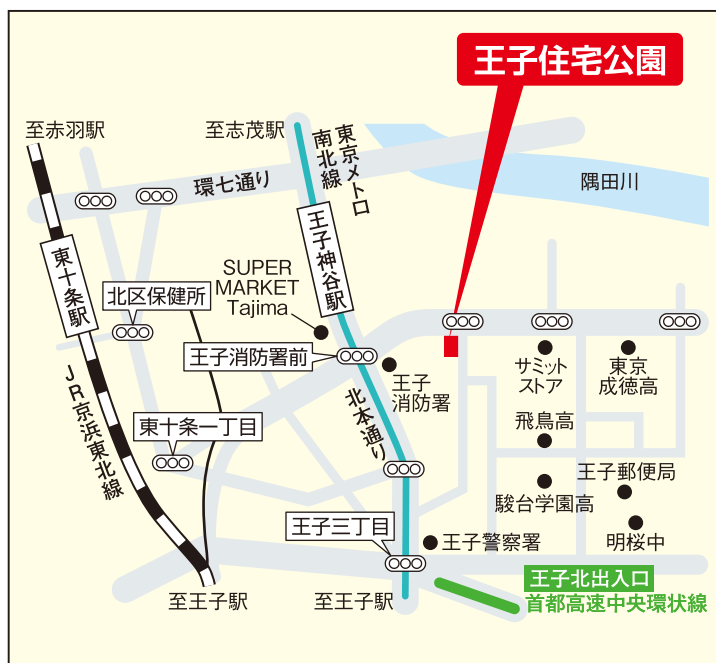 王子住宅公園
至赤羽駅
至志茂駅
東京メトロ
南北線
環七通り
隅田川
王子神谷駅
東十条駅
SUPER
MARKET
Tajima
北区保健所
王子消防署前
王子
消防署
サミット
ストア
東京
成徳高
JR京浜東北線
北本通り
東十条一丁目
飛鳥高
王子郵便局
駿台学園高
王子三丁目
王子警察署
明桜中
王子北出入口
首都高速中央環状線
至王子駅
至王子駅